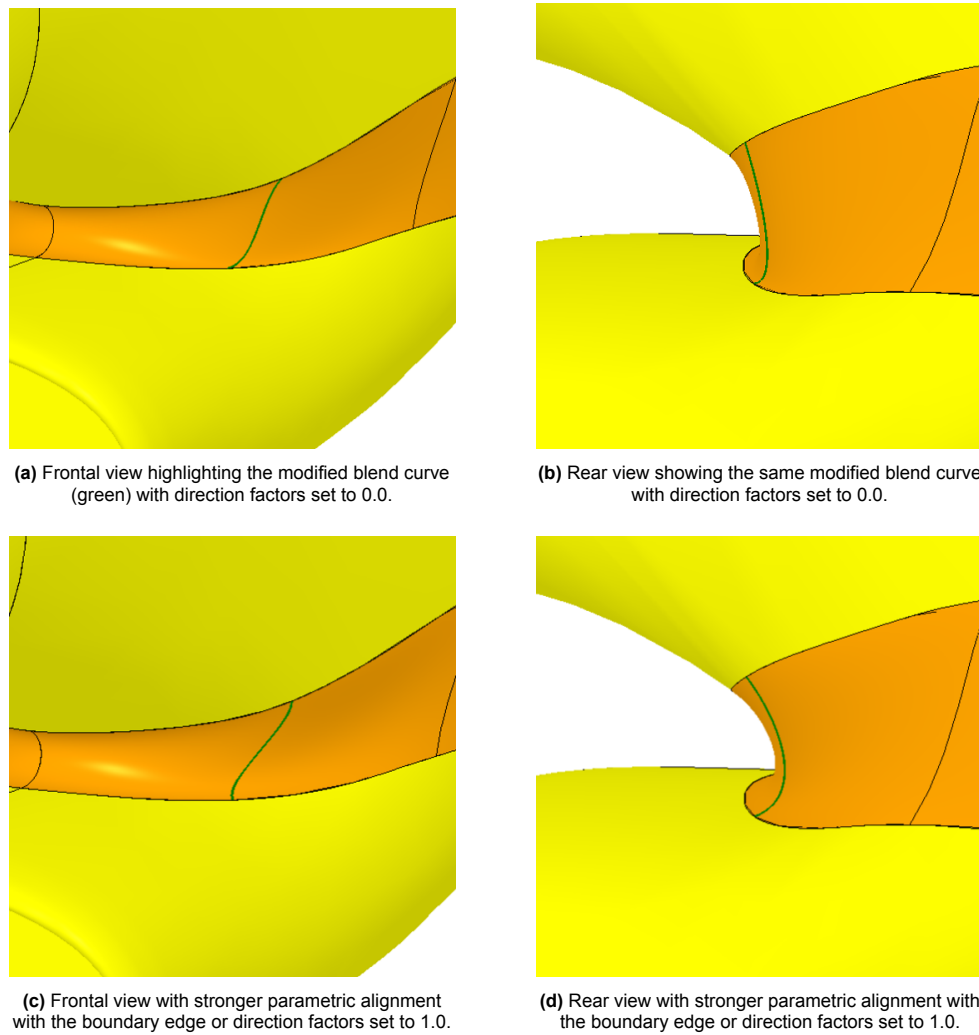 (a) Frontal view highlighting the modified blend curve
(green) with direction factors set to 0.0.
(b) Rear view showing the same modified blend curve
with direction factors set to 0.0.
(c) Frontal view with stronger parametric alignment
with the boundary edge or direction factors set to 1.0.
(d) Rear view with stronger parametric alignment with
the boundary edge or direction factors set to 1.0.